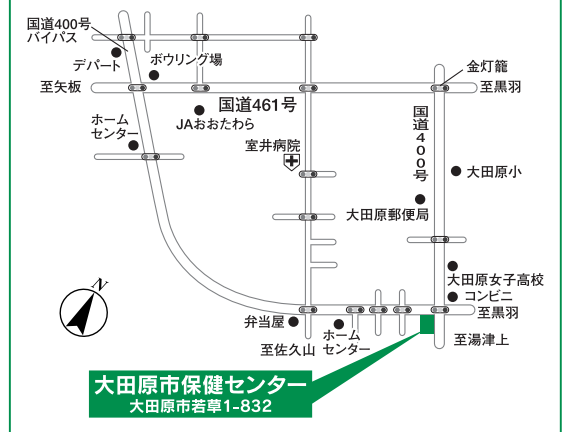 国道400号
バイパス
デパート
ボウリング場
金灯籠
至矢板
至黒羽
国道461号
国道400号
JAおおたわら
ホーム
センター
室井病院
大田原小
大田原郵便局
大田原女子高校
コンビニ
N
至黒羽
弁当屋
ホーム
センター
至佐久山
至湯津上
大田原市保健センター
大田原市若草1-832